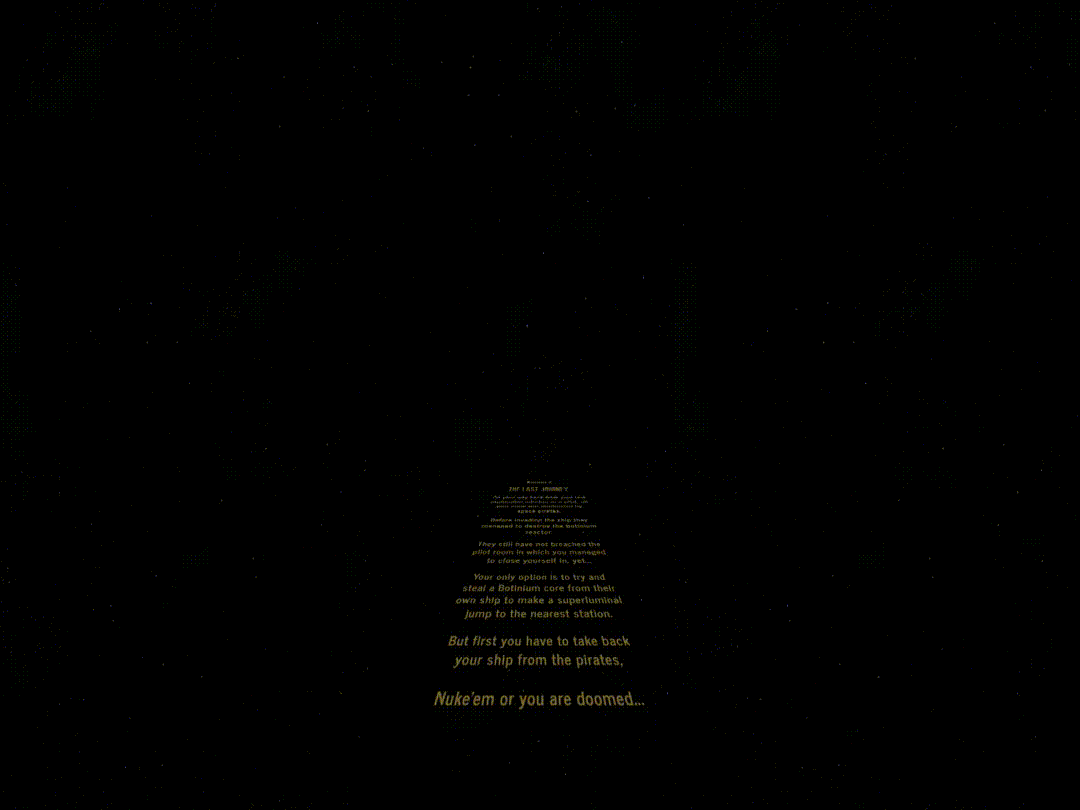 THE LAST JOURNEY
space pirates.
Before invading the ship they
managed to destroy the Botinium
reactor
They still have not breached the
pilot room in which you managed
to close yourself in, yet...
Your only option is to try and
steal a Botinium core from their
own ship to make a superluminal
jump to the nearest station.
But first you have to take back
your ship from the pirates,
Nuke'em or you are doomed...